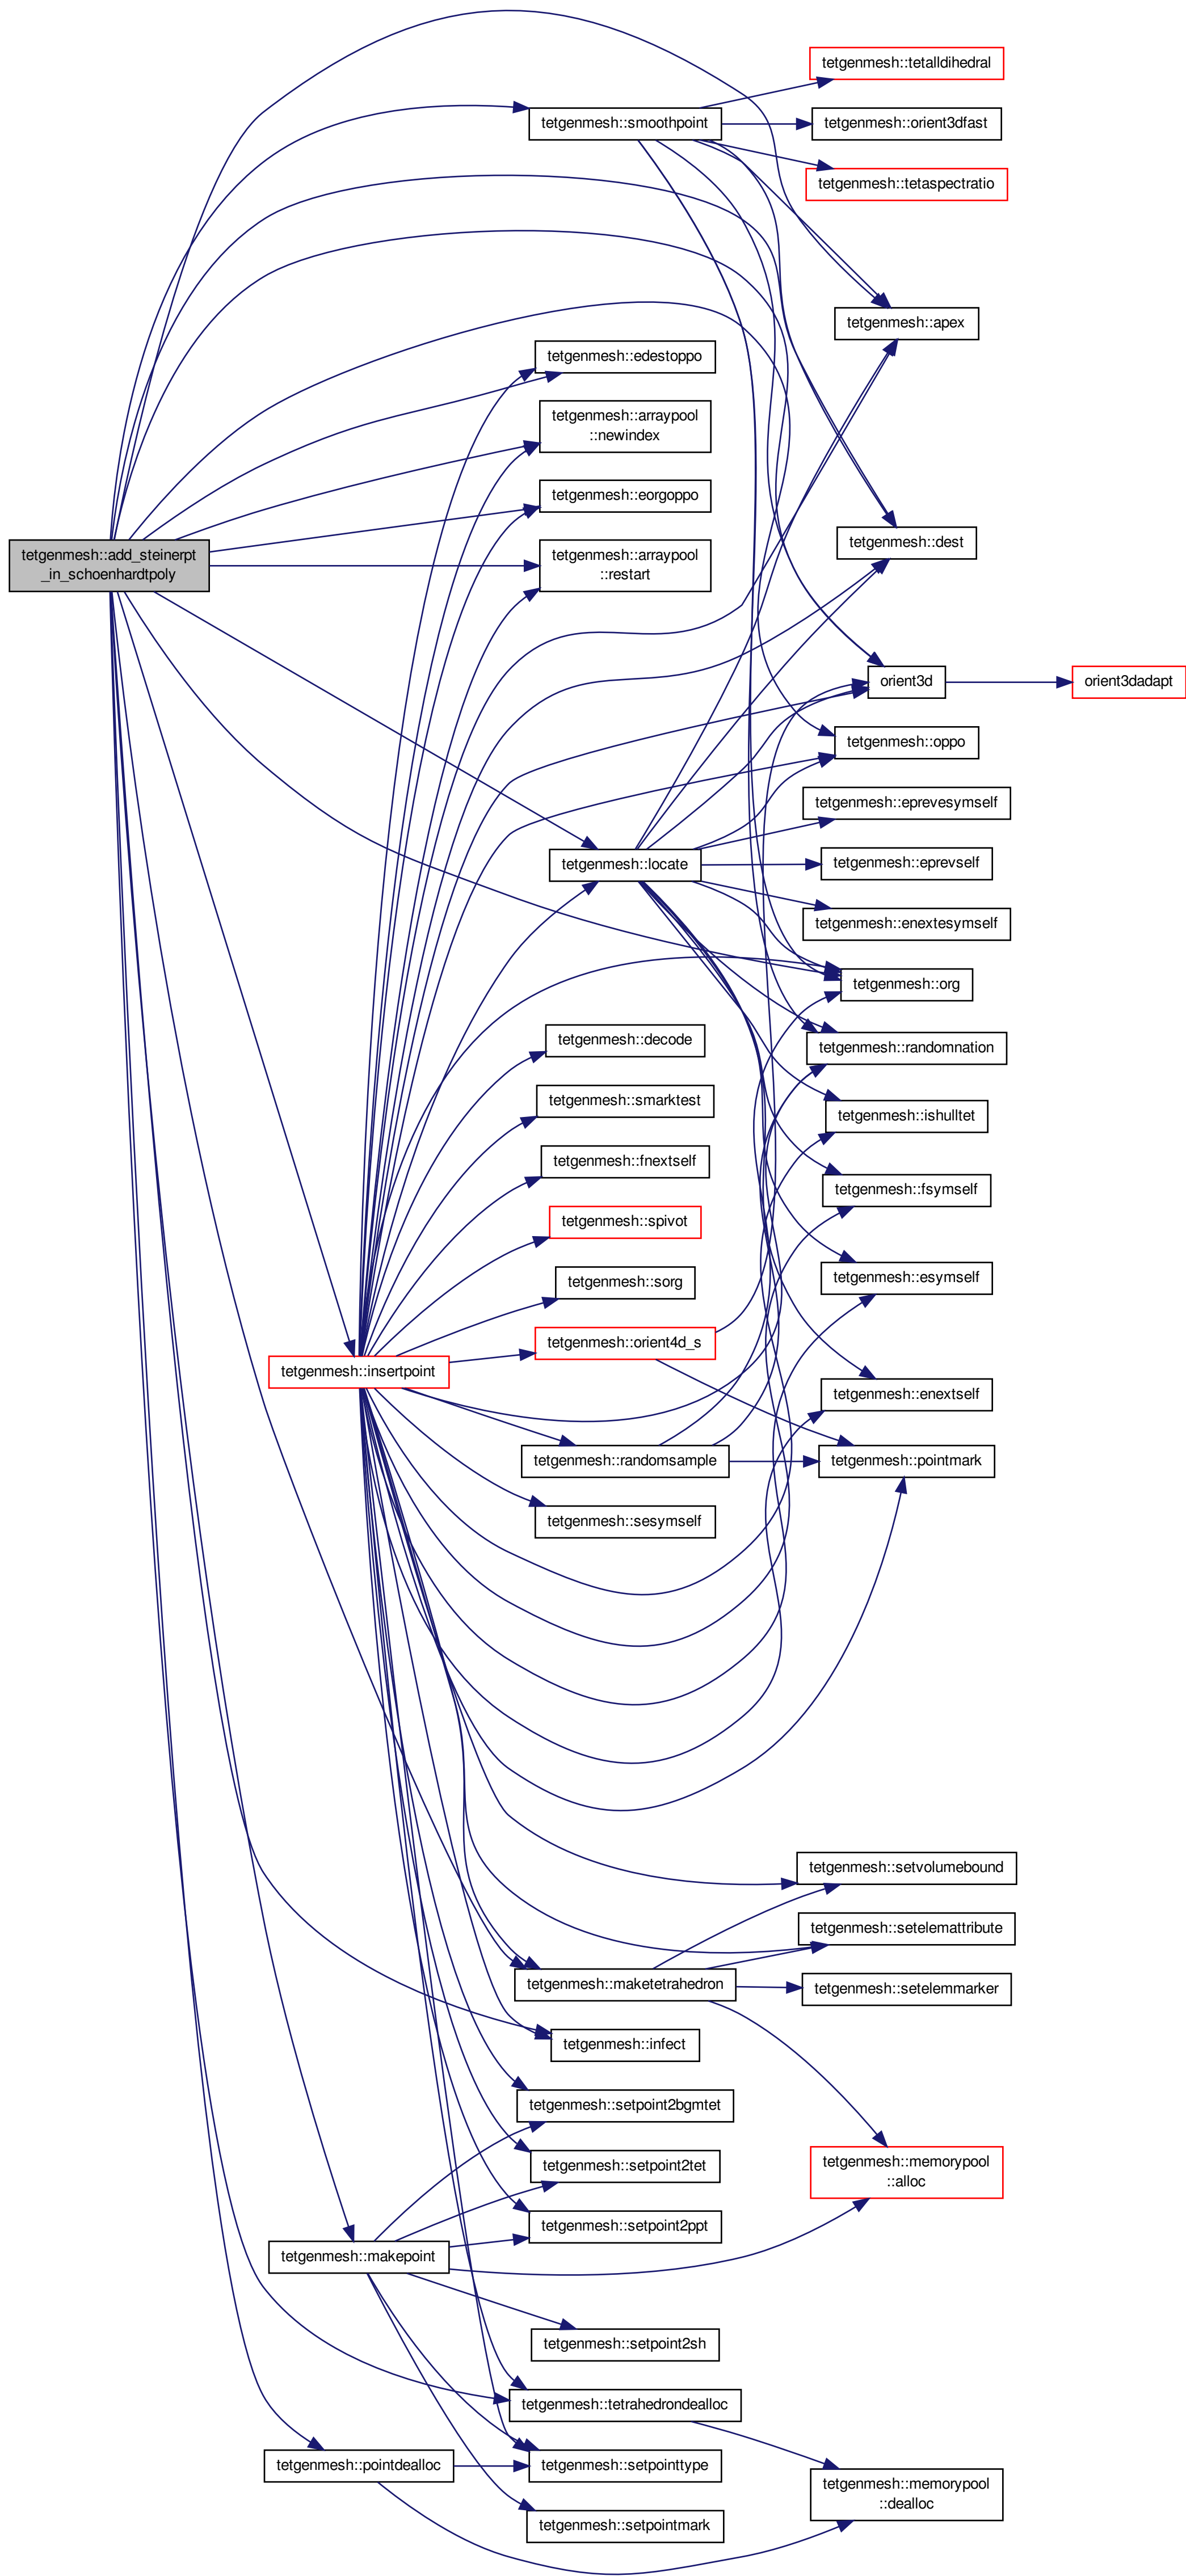 tetgenmesh::tetalldihedral
tetgenmesh::smoothpoint
tetgenmesh::orient3dfast
tetgenmesh::tetaspectratio
tetgenmesh::apex
tetgenmesh::edestoppo
tetgenmesh::arraypool
::newindex
tetgenmesh::eorgoppo
tetgenmesh::dest
tetgenmesh::add_steinerpt
_in_schoenhardtpoly
tetgenmesh::arraypool
::restart
orient3d
orient3dadapt
tetgenmesh::oppo
tetgenmesh::eprevesymself
tetgenmesh::locate
tetgenmesh::eprevself
tetgenmesh::enextesymself
tetgenmesh::org
tetgenmesh::decode
tetgenmesh::randomnation
tetgenmesh::smarktest
tetgenmesh::ishulltet
tetgenmesh::fnextself
tetgenmesh::fsymself
tetgenmesh::spivot
tetgenmesh::sorg
tetgenmesh::esymself
tetgenmesh::orient4d_s
tetgenmesh::insertpoint
tetgenmesh::enextself
tetgenmesh::randomsample
tetgenmesh::pointmark
tetgenmesh::sesymself
tetgenmesh::setvolumebound
tetgenmesh::setelemattribute
tetgenmesh::maketetrahedron
tetgenmesh::setelemmarker
tetgenmesh::infect
tetgenmesh::setpoint2bgmtet
tetgenmesh::setpoint2tet
tetgenmesh::memorypool
::alloc
tetgenmesh::setpoint2ppt
tetgenmesh::makepoint
tetgenmesh::setpoint2sh
tetgenmesh::tetrahedrondealloc
tetgenmesh::pointdealloc
tetgenmesh::setpointtype
tetgenmesh::memorypool
::dealloc
tetgenmesh::setpointmark